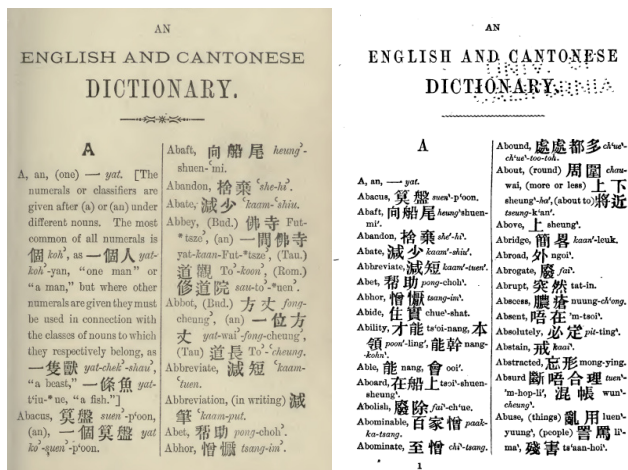 AN
ENGLISH AND CANTONESE
DICTIONARY.
A
A, an, (one) 一 yat. [The
numerals or classifiers are
given after (a) or (an) under
different nouns. The most
common of all numerals is
個 koh’, as 一個人 yat-
koh’-yan, “one man” or
“a man,” but where other
numerals are given they must
be used in connection with
the classes of nouns to which
they respectively belong, as
一隻獸 yat-chek-shau’,
“a beast,” 一條魚 yat-
t‘iu-*ue, “a fish.”]
Abacus, 算盤 suen’-p‘oon,
(an), 一個算盤 yat
ko’-suen’-p‘oon.
Abaft, 向船尾 heung’-
shuen-‘mi.
Abandon, 捨棄 ‘she-hi’.
Abate, 減少 ‘kaam-‘shiu.
Abbey, (Bud.) 佛寺 Fut-
*tsze’, (an) 一間佛寺
yat-kaan-Fut-*tsze’, (Tau.)
道觀 To’-koon’, (Rom.)
修道院 sau-to’-*uen’.
Abbot, (Bud.) 方丈 fong-
cheung’, (an) 一位方
丈 yat-wai’-fong-cheung’,
(Tau) 道長 To’-‘cheung.
Abbreviate, 減短 ‘kaam-
‘tuen.
Abbreviation, (in writing) 減
筆 ‘kaam-put.
Abet, 帮助 pong-choh’.
Abhor, 憎嫌 tsang-im’.
AN
ENGLISH AND CANTONESE
DICTIONARY.
A
A, an, 一 yat.
Abacus, 算盤 suen’-p‘oon.
Abaft, 向船尾 heung’shuen-
mi’.
Abandon, 捨棄 she’-hi’.
Abate, 減少 kaam’-shiu’.
Abbreviate, 減短 kaam’-tuen’.
Abet, 帮助 pong-choh’.
Abhor, 憎嫌 tsang-im’.
Abide, 住實 chue’-shat.
Ability, 才能 ts‘oi-nang, 本
領 poon’-ling’, 能幹 nang-
-kohn’.
Able, 能 nang, 會 ooi’.
Aboard, 在船上 tsoi’-shuen-
sheung’.
Abolish, 廢除 fai’-ch‘ue.
Abominable, 百家憎 paak-
ka-tsang.
Abominate, 至憎 chi’-tsang.
Abound, 處處都多 ch‘ue’-
ch‘ue’-too-toh.
About, (round) 周圍 chau-
wai, (more or less) 上下
sheung’-ha’, (about to) 將近
tseung-k‘an’.
Above, 上 sheung’.
Abridge, 簡畧 kaan’-leuk.
Abroad, 外 ngoi’.
Abrogate, 廢 fai’.
Abrupt, 突然 tat-in.
Abscess, 膿瘡 nuung-ch‘ong.
Absent, 唔在 ‘m-tsoi’.
Absolutely, 必定 pit-ting’.
Abstain, 戒 kaai’.
Abstracted, 忘形 mong-ying.
Absurd 斷唔合理 tuen’-
‘m-hop-li’, 混帳 wun’-
cheung’.
Abuse, (things) 亂用 luen’-
yuung’, (people) 詈罵 li’-
ma’, 殘害 ts‘aan-hoi’.
1